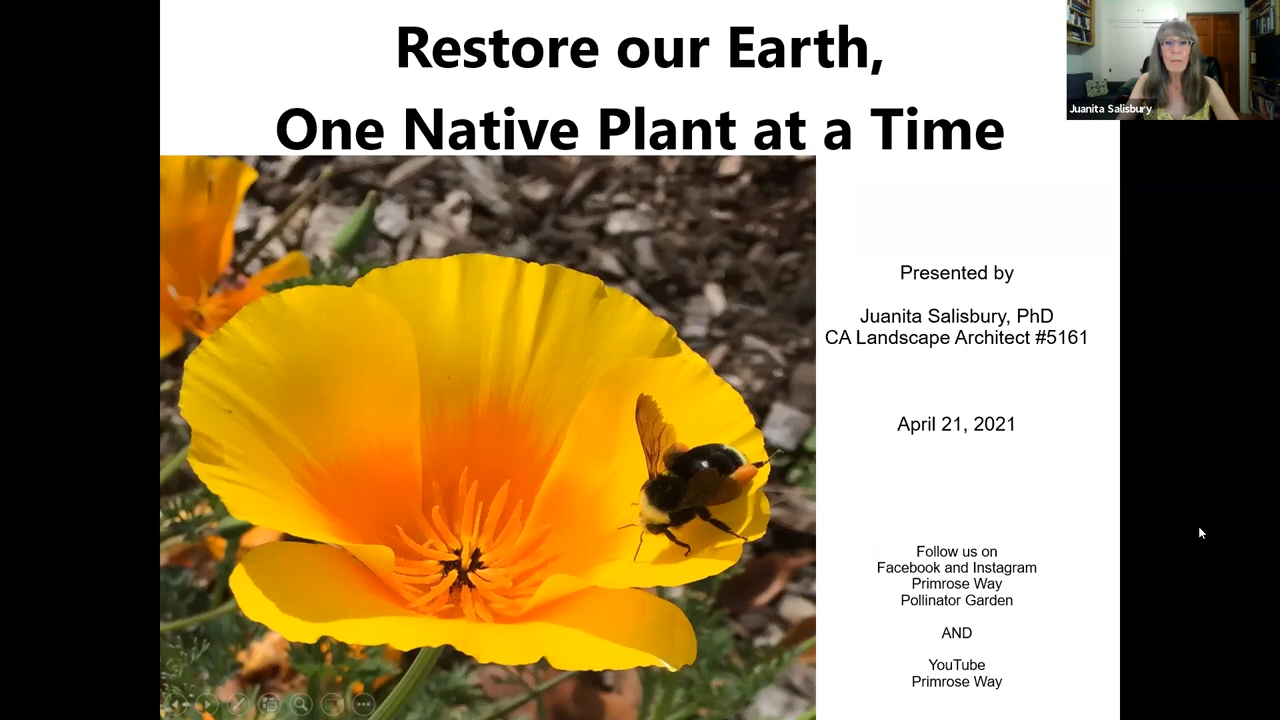 Restore our Earth,
One Native Plant at a Time
Juanita Salisbury
Presented by
Juanita Salisbury, PhD
CA Landscape Architect #5161
April 21, 2021
Follow us on
Facebook and Instagram
Primrose Way
Pollinator Garden
AND
YouTube
Primrose Way